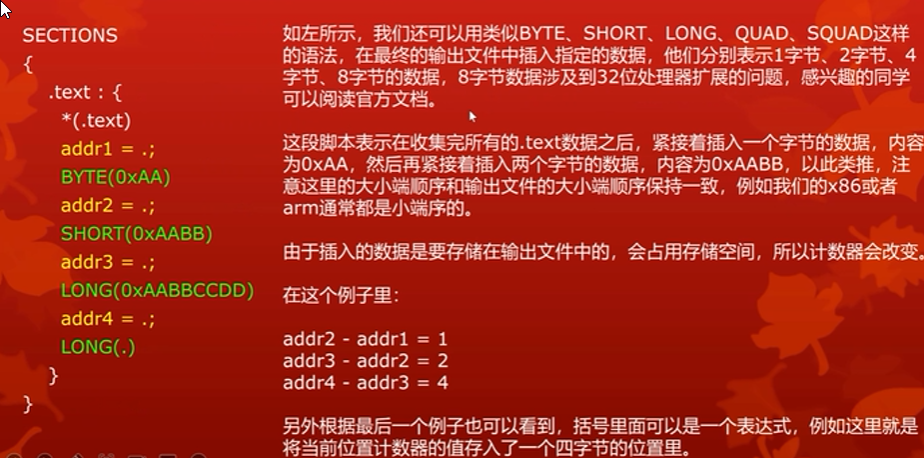 SECTIONS
{
.text : {
*(.text)
addr1 = .;
BYTE(0xAA)
addr2 = .;
SHORT(0xAABB)
addr3 = .;
LONG(0xAABBCCDD)
addr4 = .;
LONG(.)
}
}
如左所示，我们还可以用类似BYTE、SHORT、LONG、QUAD、SQUAD这样
的语法，在最终的输出文件中插入指定的数据，他们分别表示1字节、2字节、4
字节、8字节的数据，8字节数据涉及到32位处理器扩展的问题，感兴趣的同学
可以阅读官方文档。
这段脚本表示在收集完所有的.text数据之后，紧接着插入一个字节的数据，内容
为0xAA，然后再紧接着插入两个字节的数据，内容为0xAABB，以此类推，注
意这里的大小端顺序和输出文件的大小端顺序保持一致，例如我们的x86或者
arm通常都是小端序的。
由于插入的数据是要存储在输出文件中的，会占用存储空间，所以计数器会改变。
在这个例子里：
addr2 - addr1 = 1
addr3 - addr2 = 2
addr4 - addr3 = 4
另外根据最后一个例子也可以看到，括号里面可以是一个表达式，例如这里就是
将当前位置计数器的值存入了一个四字节的位置里。